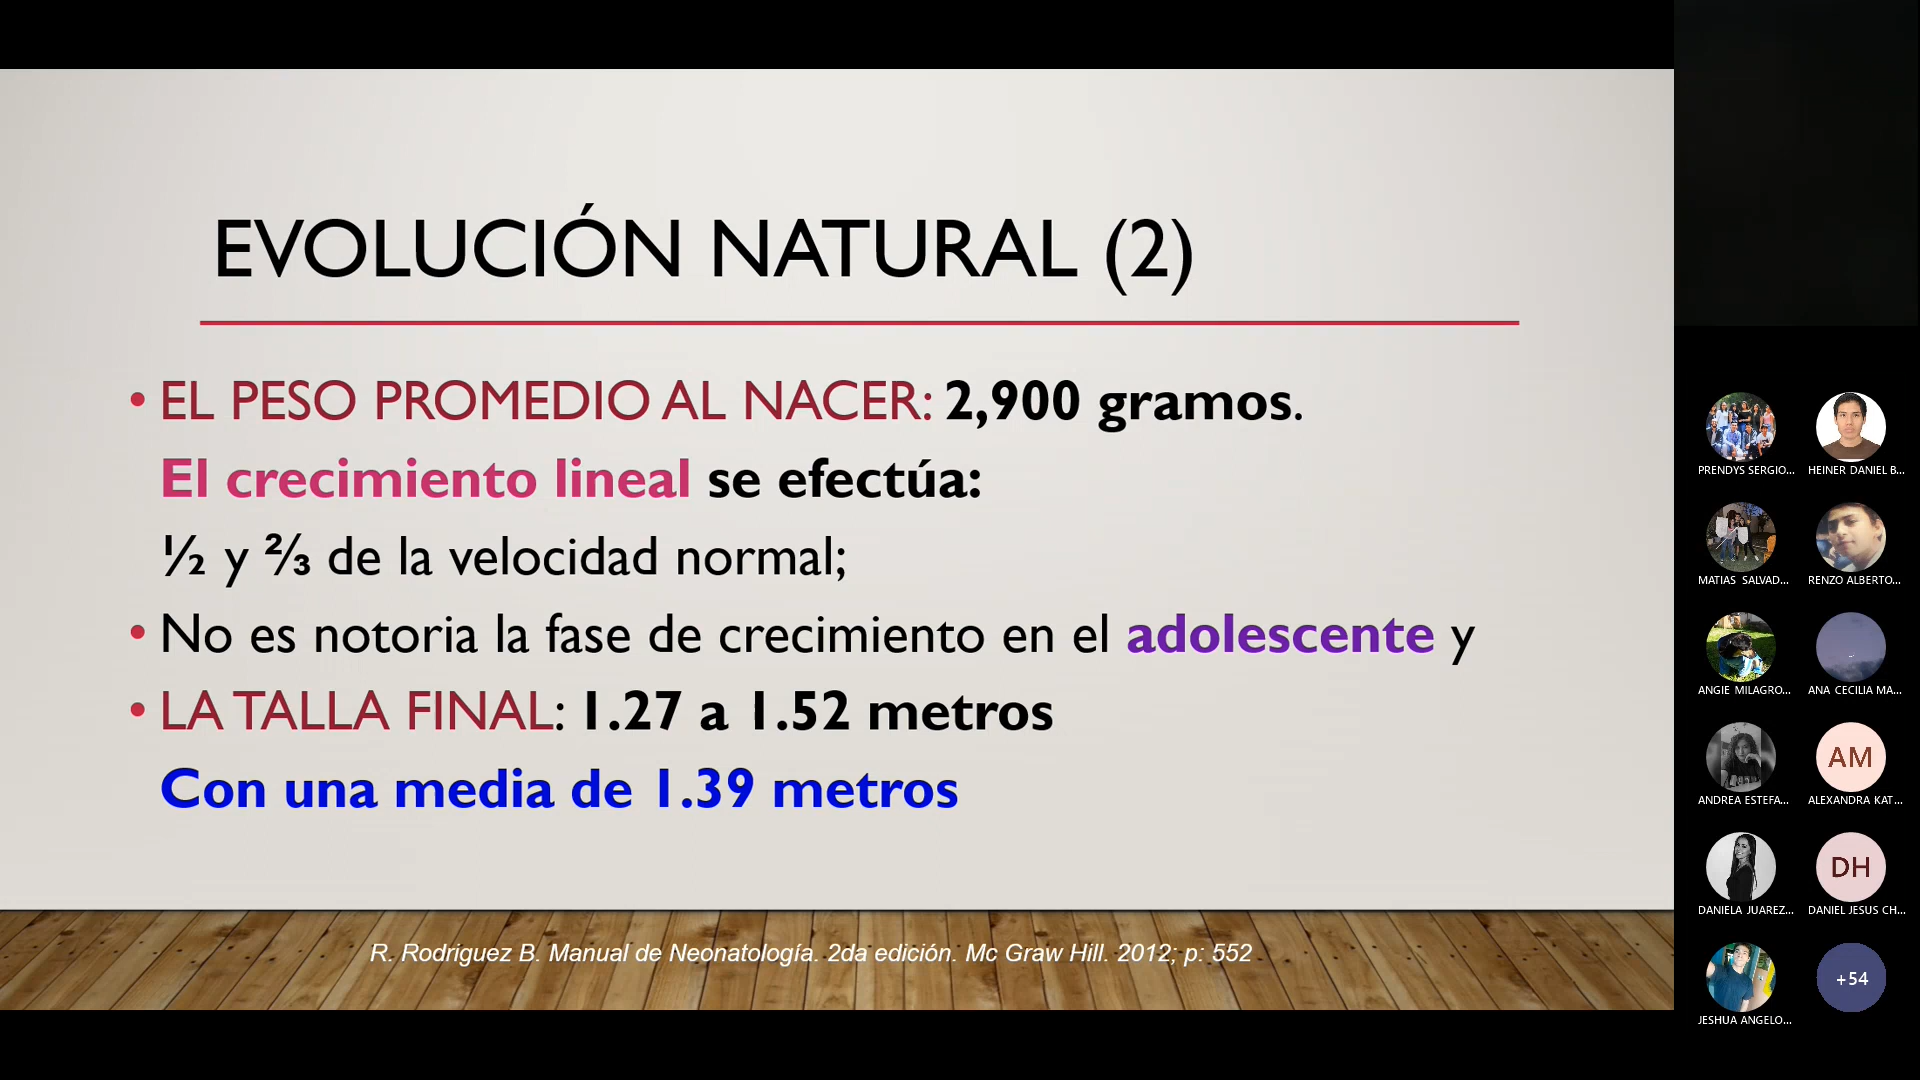 EVOLUCIÓN NATURAL (2)
• EL PESO PROMEDIO AL NACER: 2,900 gramos.
El crecimiento lineal se efectúa:
½ y ⅔ de la velocidad normal;
• No es notoria la fase de crecimiento en el adolescente y
• LA TALLA FINAL: 1.27 a 1.52 metros
Con una media de 1.39 metros
R. Rodriguez B. Manual de Neonatología. 2da edición. Mc Graw Hill. 2012; p: 552
PRENDYS SERGIO... HEINER DANIEL B...
MATIAS SALVAD... RENZO ALBERTO...
ANGIE MILAGRO... ANA CECILIA MA...
AM
ANDREA ESTEFA... ALEXANDRA KAT...
DH
DANIELA JUAREZ... DANIEL JESUS CH...
+54
JESHUA ANGELO...